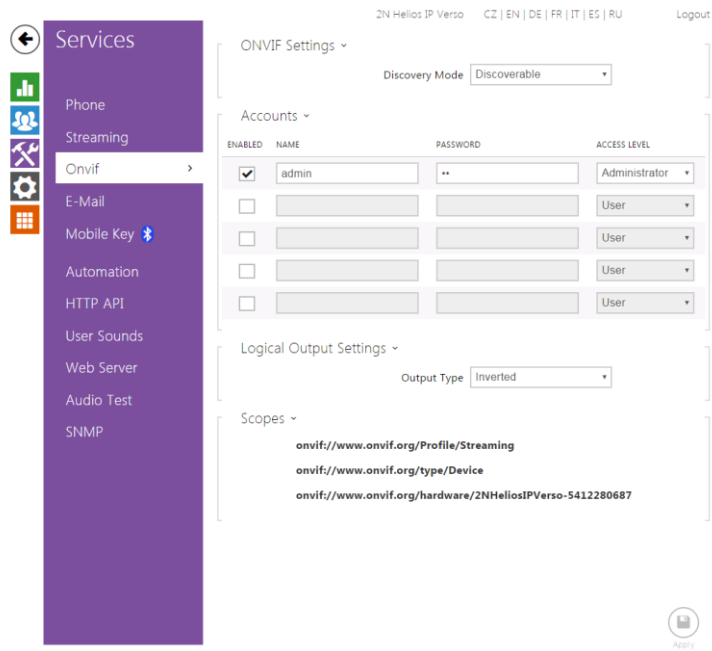 2N Helios IP Verso CZ | EN | DE | FR | IT | ES | RU Logout
Services
Phone
Streaming
Onvif
E-Mail
Mobile Key
Automation
HTTP API
User Sounds
Web Server
Audio Test
SNMP
ONVIF Settings
Discovery Mode Discoverable
Accounts
ENABLED NAME PASSWORD ACCESS LEVEL
admin •• Administrator
User
User
User
User
Logical Output Settings
Output Type Inverted
Scopes
onvif://www.onvif.org/Profile/Streaming
onvif://www.onvif.org/type/Device
onvif://www.onvif.org/hardware/2NHeliosIPVerso-5412280687
Apply